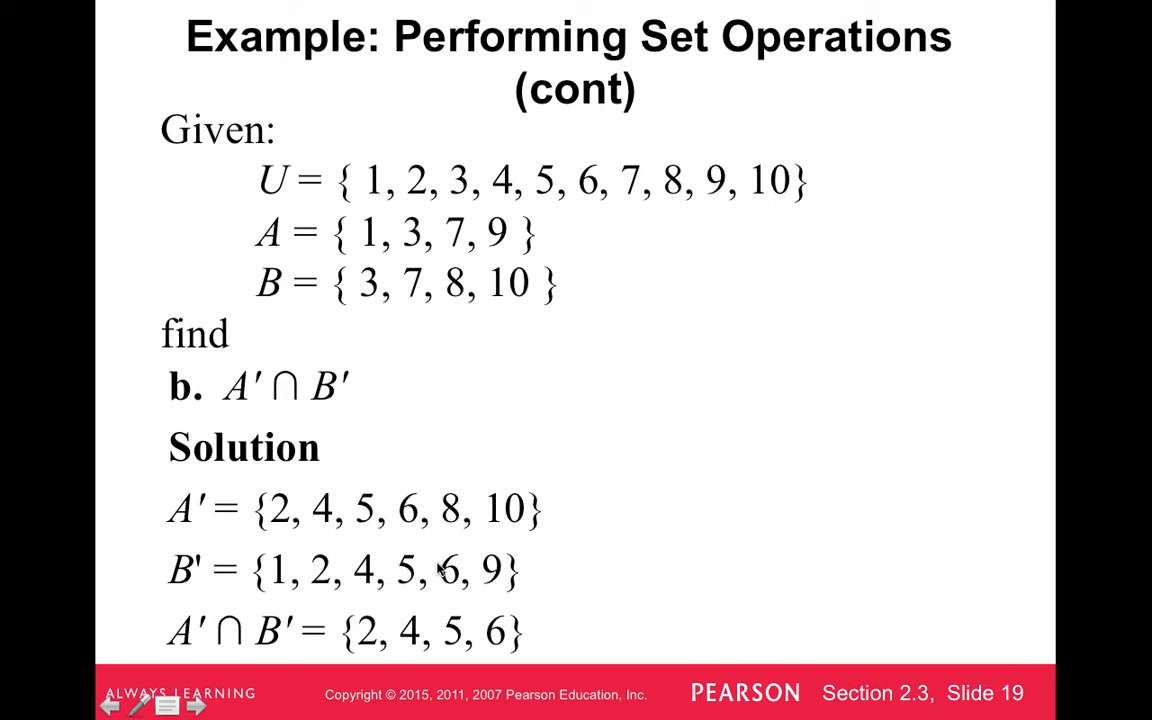 Example: Performing Set Operations
(cont)
Given:
U = { 1, 2, 3, 4, 5, 6, 7, 8, 9, 10}
A = { 1, 3, 7, 9 }
B = { 3, 7, 8, 10 }
find
b. A′ ∩ B′
Solution
A′ = {2, 4, 5, 6, 8, 10}
B' = {1, 2, 4, 5, 6, 9}
A′ ∩ B′ = {2, 4, 5, 6}
ALWAYS LEARNING Copyright © 2015, 2011, 2007 Pearson Education, Inc. PEARSON Section 2.3, Slide 19